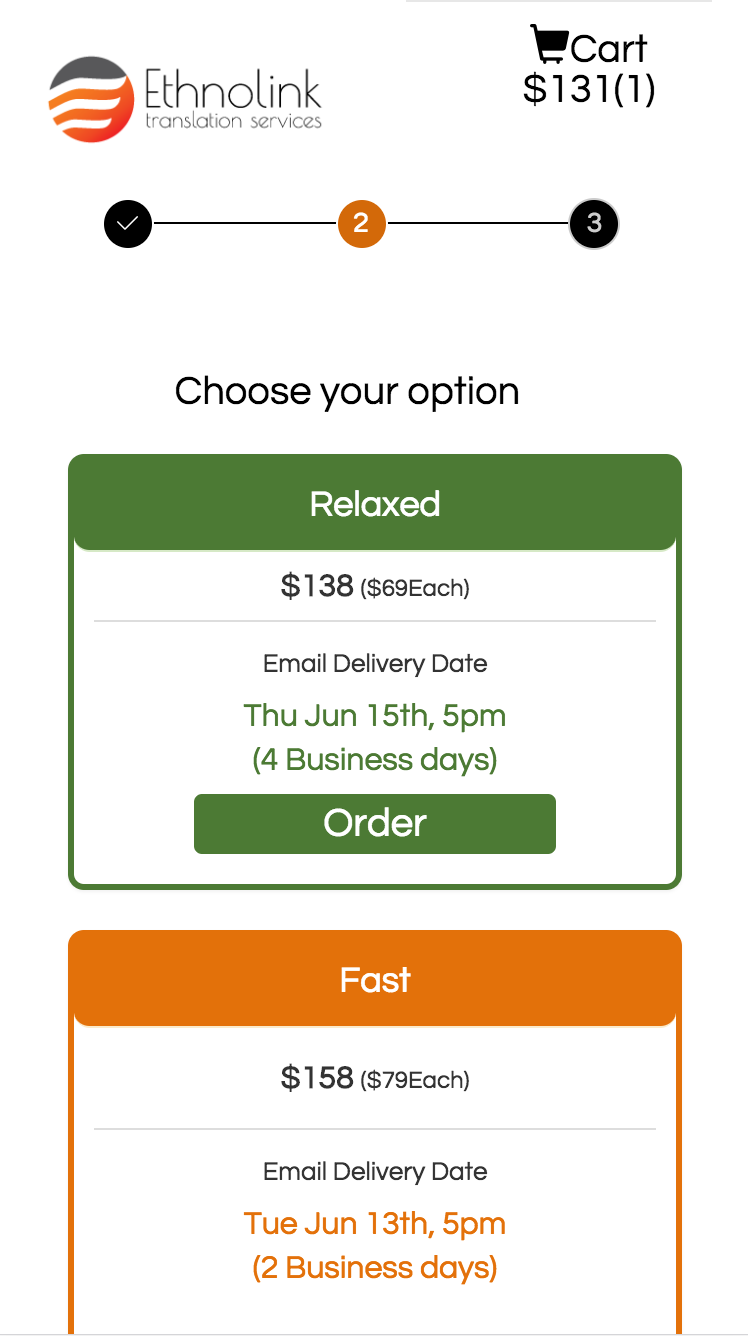 Ethnolink
translation services
Cart
$131(1)
2
3
Choose your option
Relaxed
$138 ($69Each)
Email Delivery Date
Thu Jun 15th, 5pm
(4 Business days)
Order
Fast
$158 ($79Each)
Email Delivery Date
Tue Jun 13th, 5pm
(2 Business days)